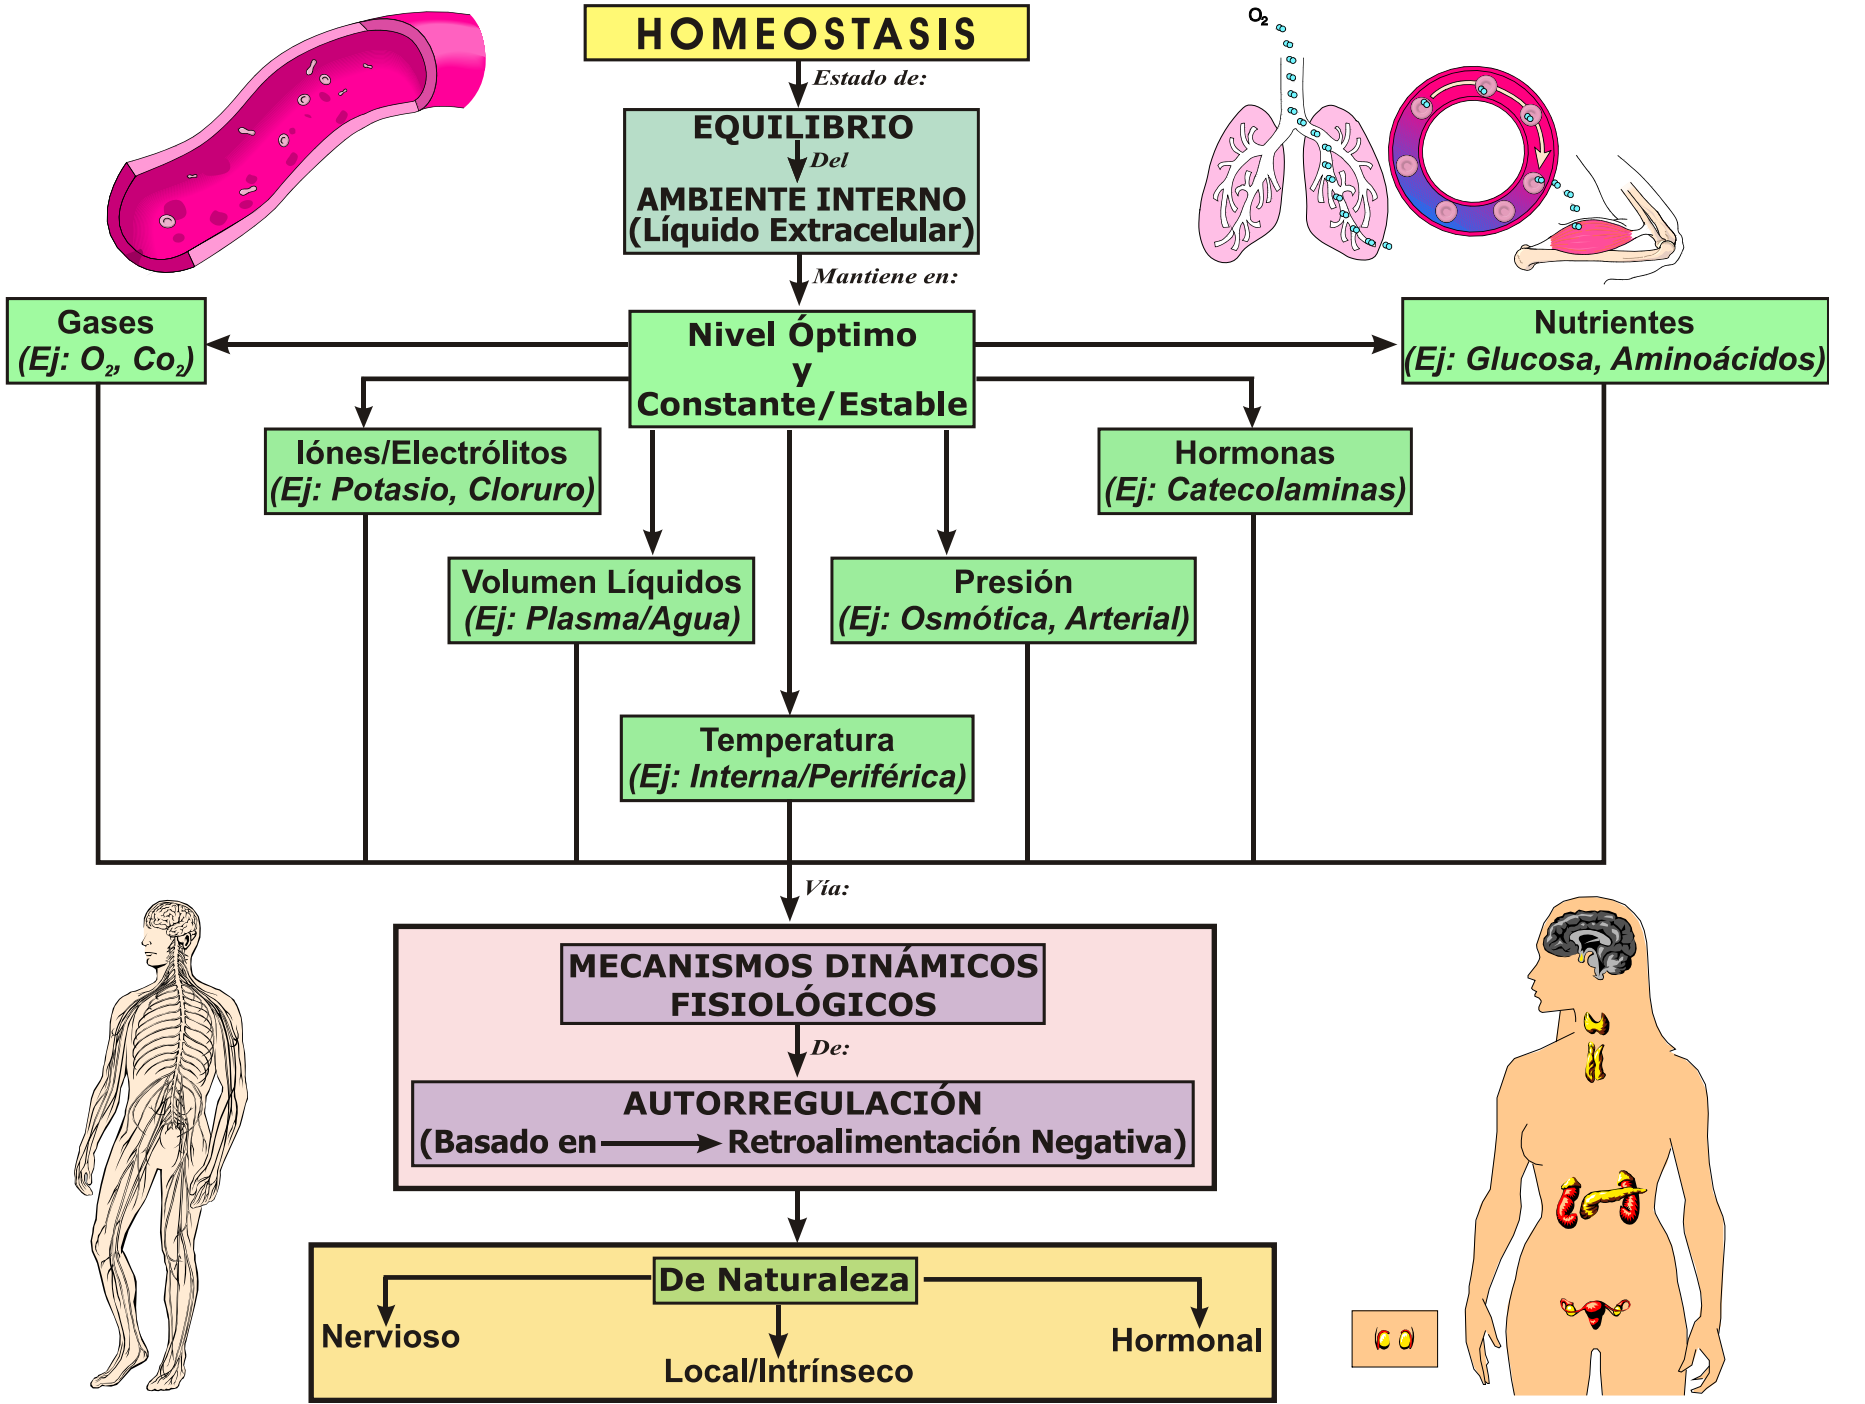 HOMEOSTASIS
O₂
Estado de:
EQUILIBRIO
Del
AMBIENTE INTERNO
(Líquido Extracelular)
Mantiene en:
Gases
(Ej: O₂, Co₂)
Nivel Óptimo
y
Constante/Estable
Nutrientes
(Ej: Glucosa, Aminoácidos)
Iónes/Electrólitos
(Ej: Potasio, Cloruro)
Hormonas
(Ej: Catecolaminas)
Volumen Líquidos
(Ej: Plasma/Agua)
Presión
(Ej: Osmótica, Arterial)
Temperatura
(Ej: Interna/Periférica)
Vía:
MECANISMOS DINÁMICOS
FISIOLÓGICOS
De:
AUTORREGULACIÓN
(Basado en Retroalimentación Negativa)
De Naturaleza
Nervioso
Local/Intrínseco
Hormonal